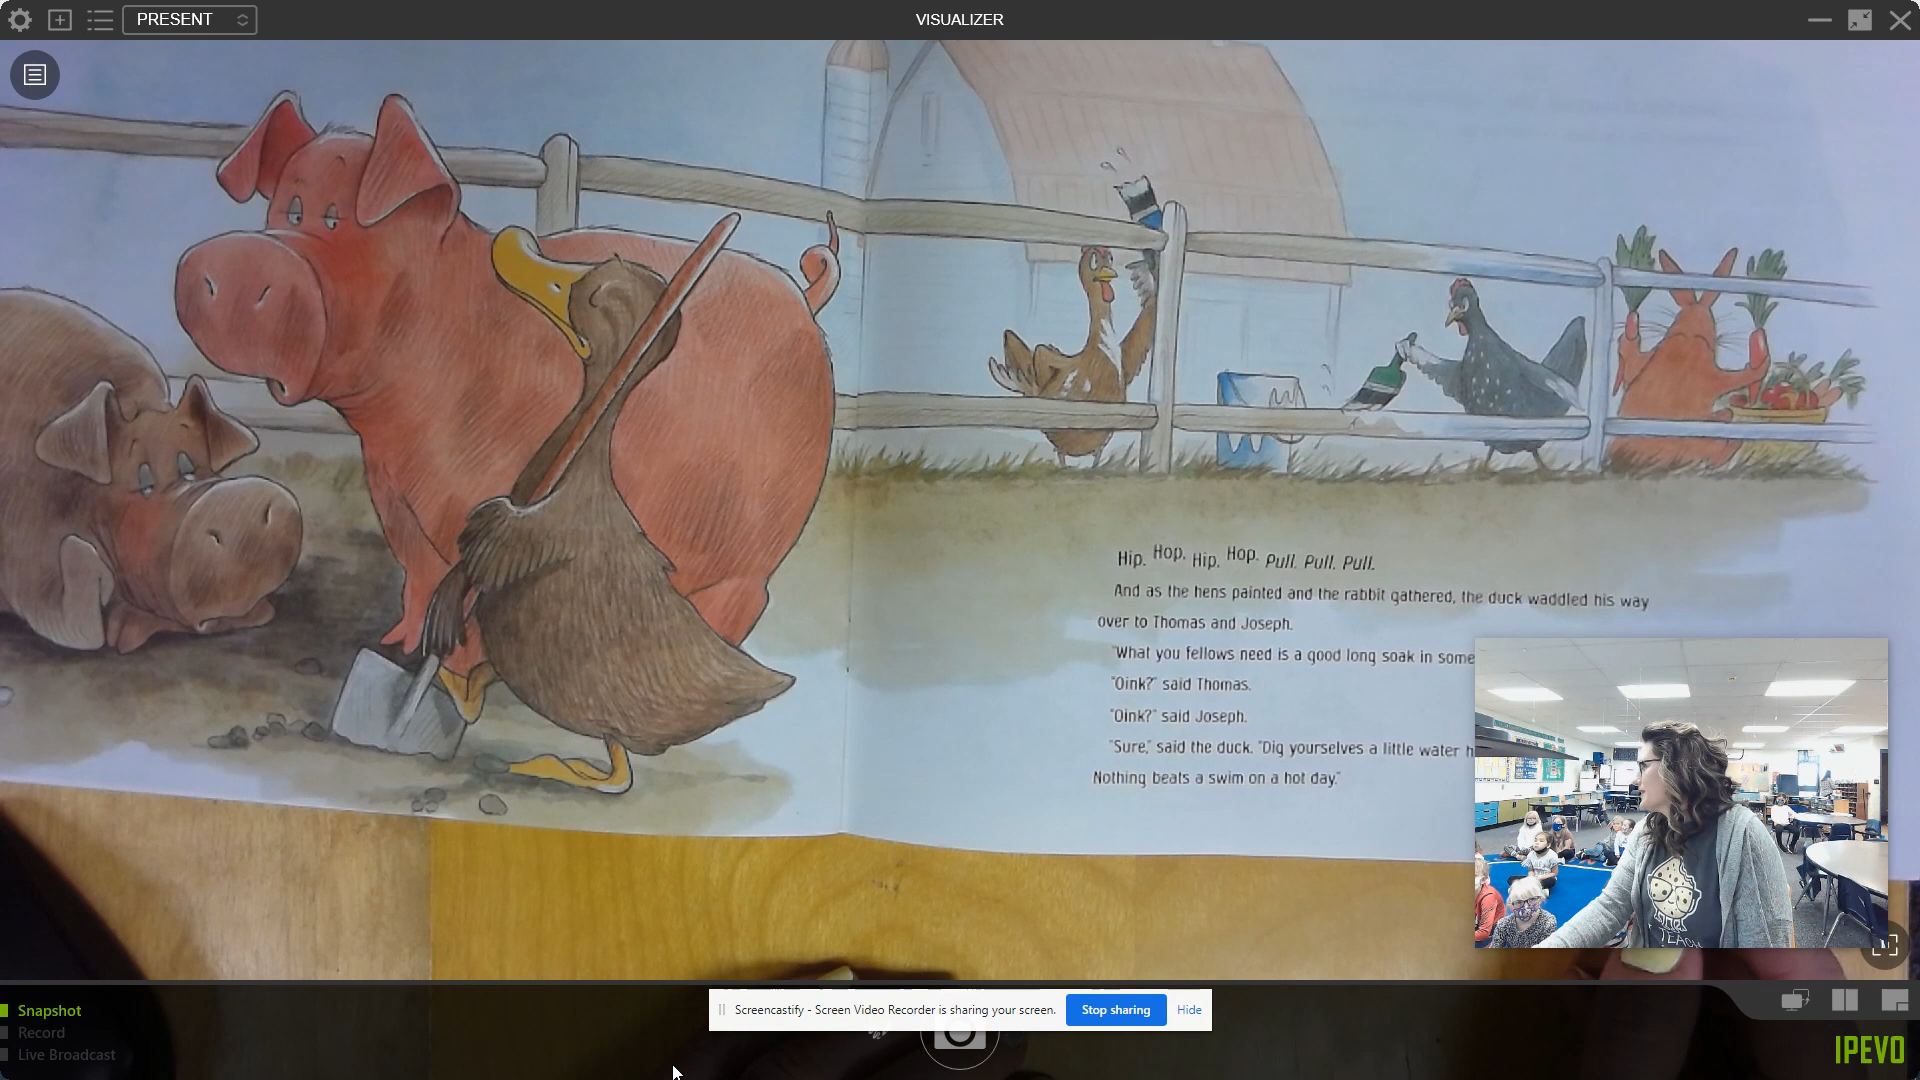 PRESENT
VISUALIZER
Hip. Hop. Hip. Hop. Pull. Pull. Pull.
And as the hens painted and the rabbit gathered, the duck waddled his way
over to Thomas and Joseph.
"What you fellows need is a good long soak in some
"Oink?" said Thomas.
"Oink?" said Joseph.
"Sure," said the duck. "Dig yourselves a little water h
Nothing beats a swim on a hot day."
TEACH
Snapshot
Record
Live Broadcast
Screencastify - Screen Video Recorder is sharing your screen.
Stop sharing
Hide
IPEVO